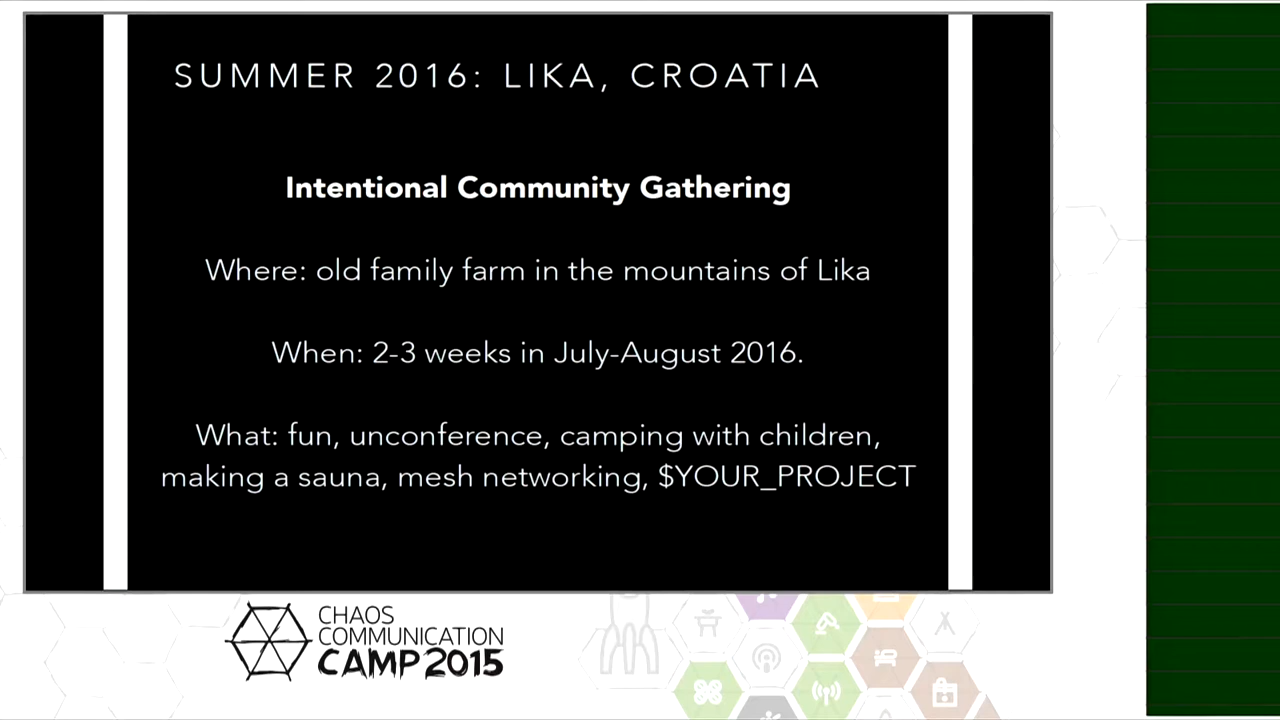 SUMMER 2016: LIKA, CROATIA
Intentional Community Gathering
Where: old family farm in the mountains of Lika
When: 2-3 weeks in July-August 2016.
What: fun, unconference, camping with children,
making a sauna, mesh networking, $YOUR_PROJECT
CHAOS
COMMUNICATION
CAMP 2015